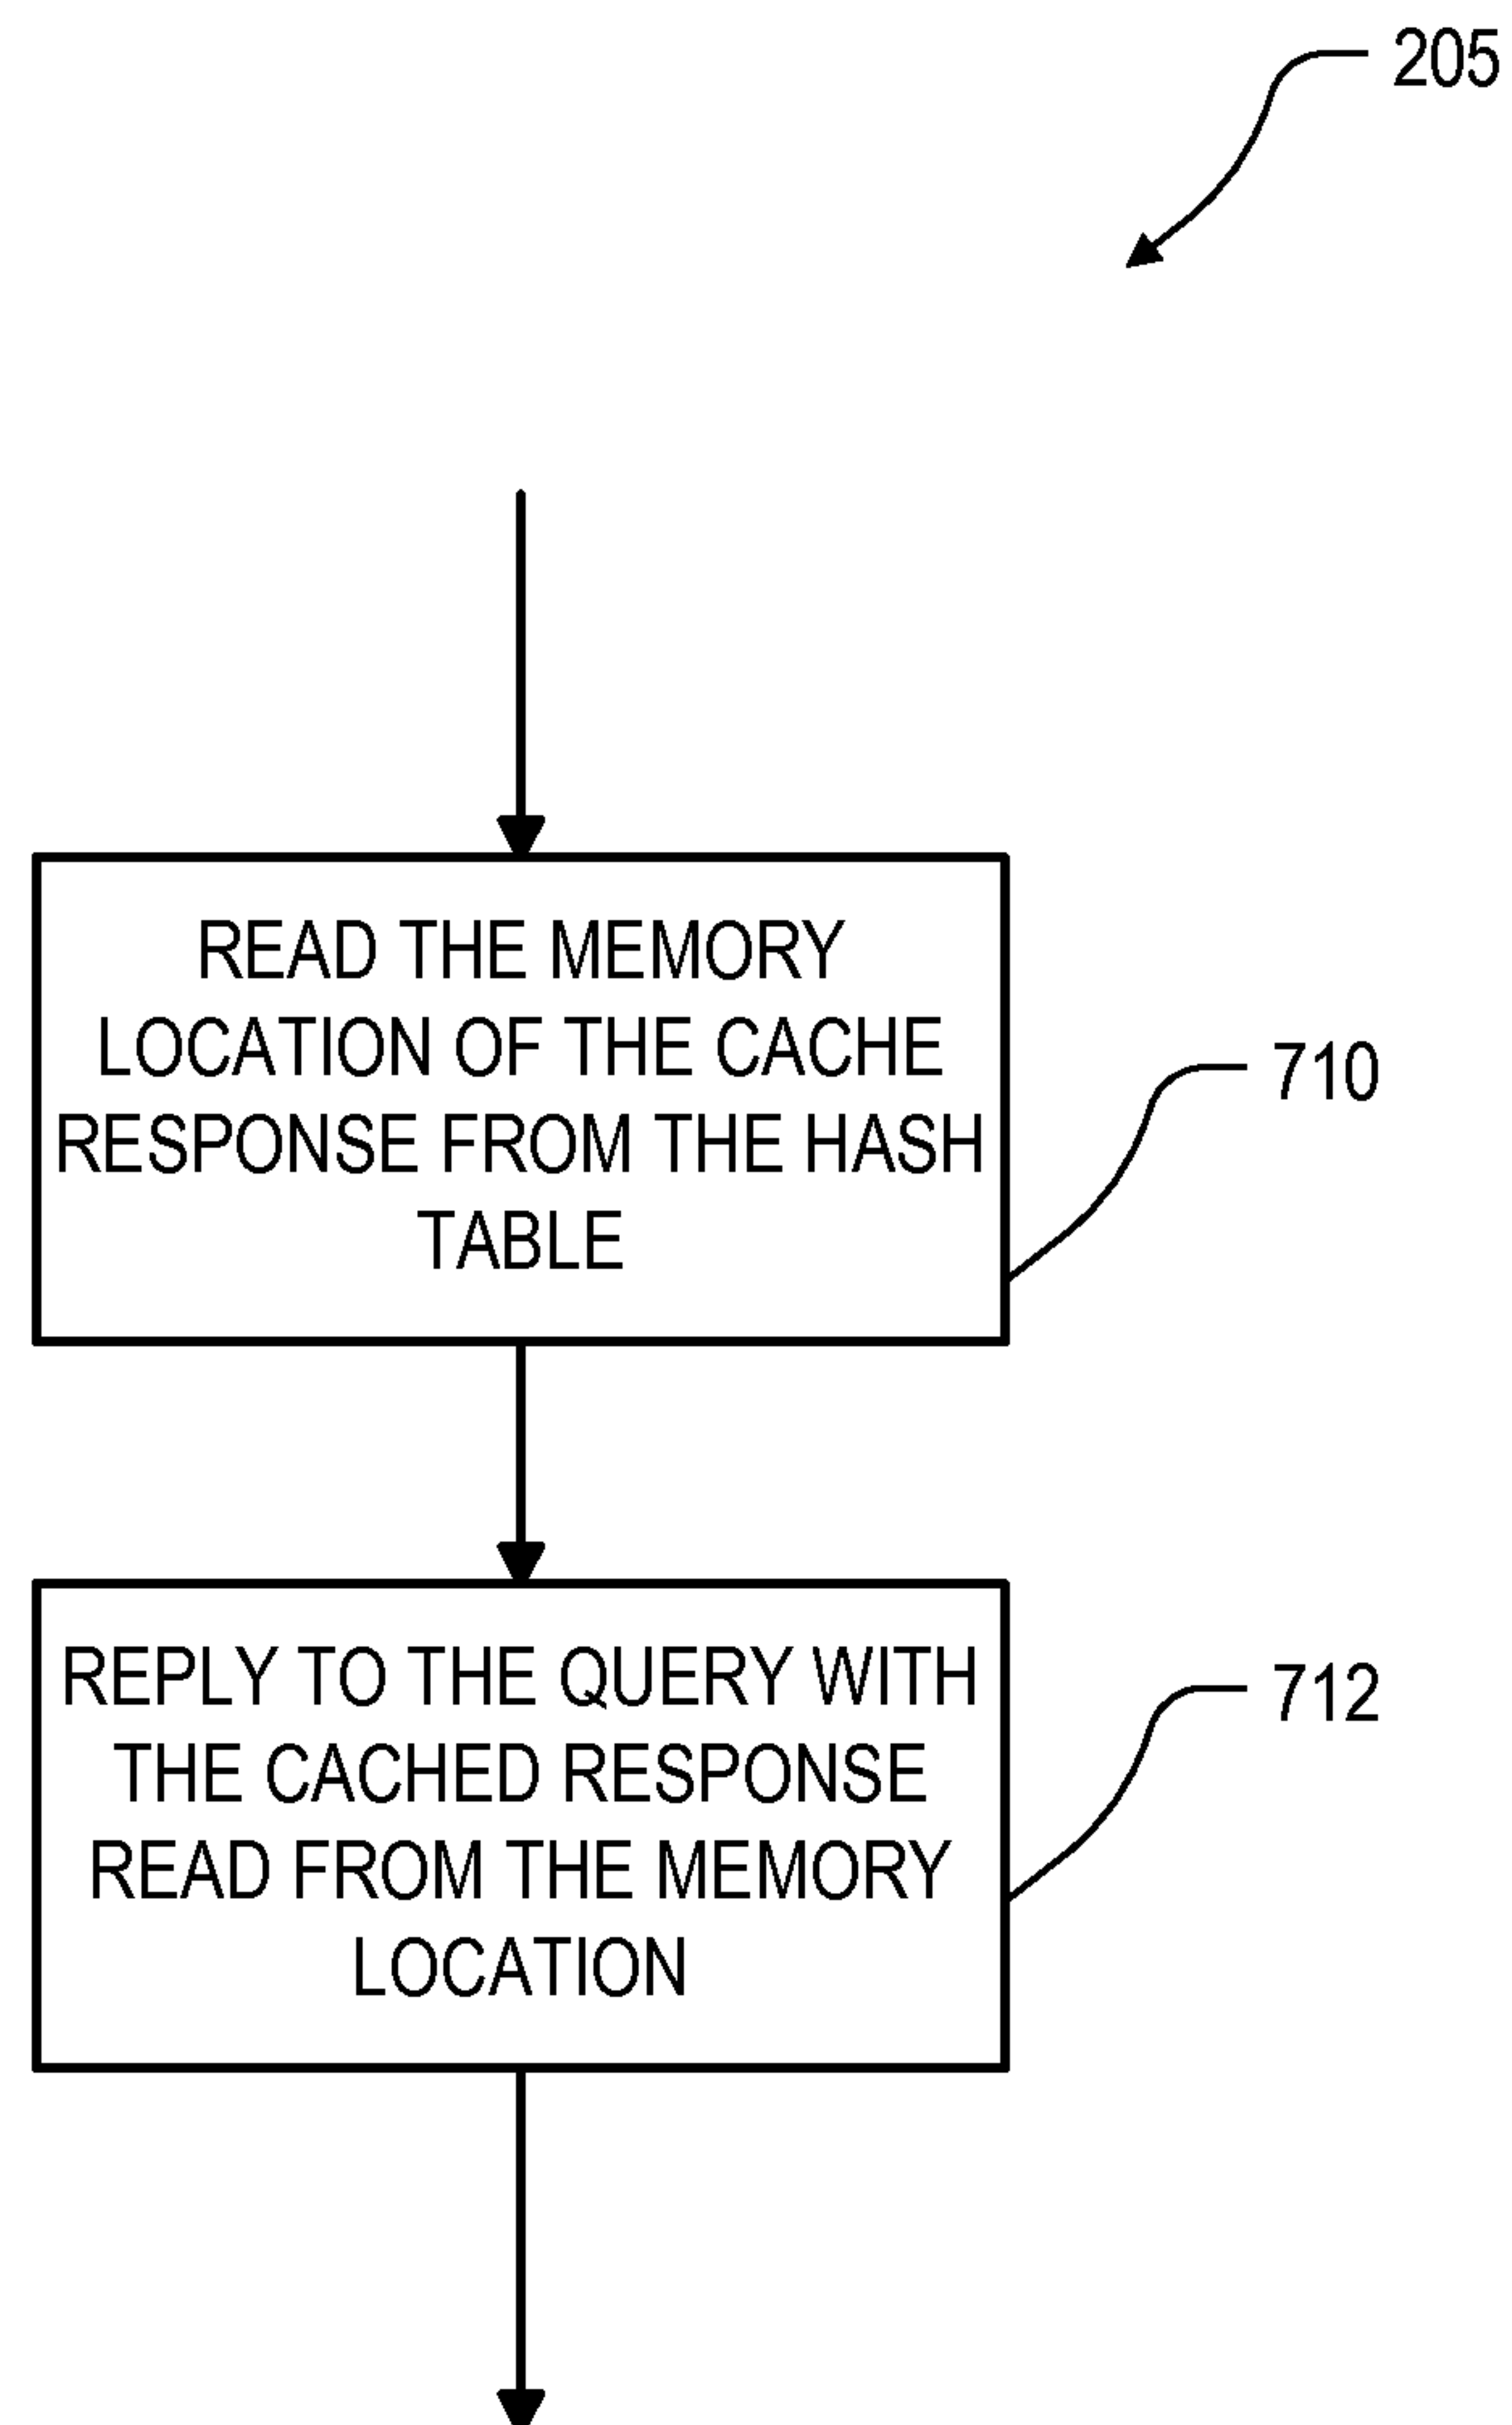 205
READ THE MEMORY
LOCATION OF THE CACHE
RESPONSE FROM THE HASH
TABLE
710
REPLY TO THE QUERY WITH
THE CACHED RESPONSE
READ FROM THE MEMORY
LOCATION
712